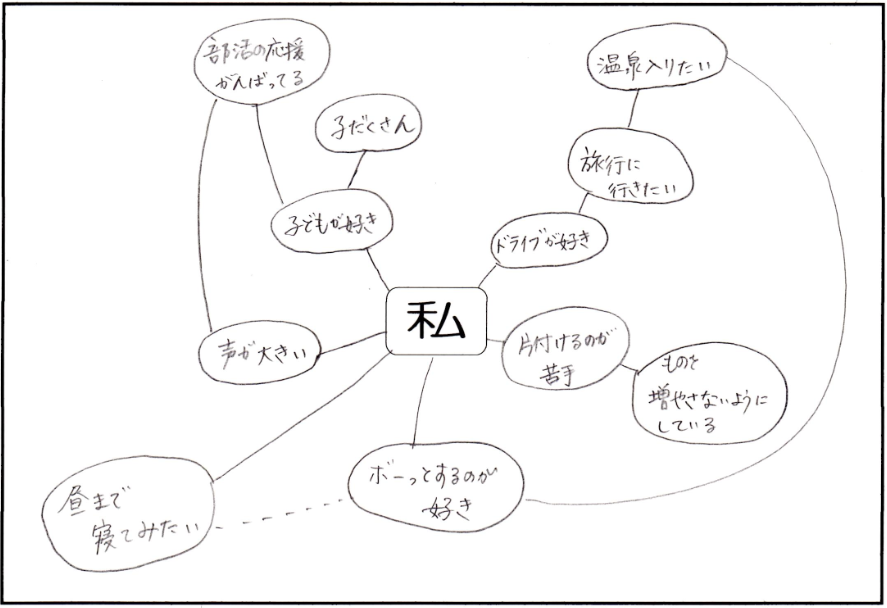 部活の応援
がんばってる
子だくさん
子どもが好き
温泉入りたい
旅行に
行きたい
ドライブが好き
私
声が大きい
片付けるのが
苦手
ものを
増やさないように
している
ボーっとするのが
好き
昼まで
寝てみたい